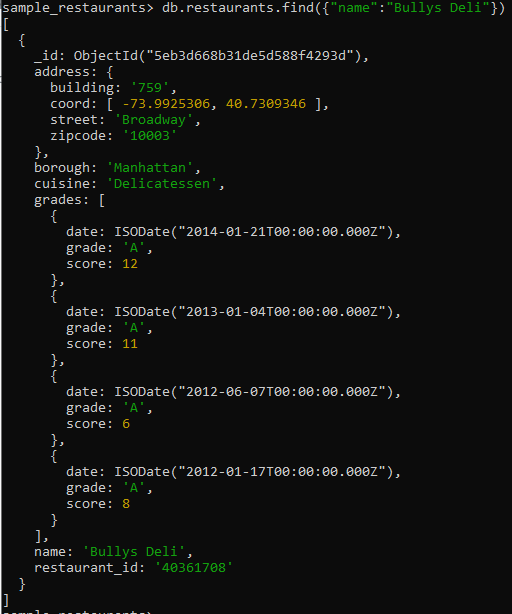 sample_restaurants> db.restaurants.find({"name":"Bullys Deli"})
[
  {
    _id: ObjectId("5eb3d668b31de5d588f4293d"),
    address: {
      building: '759',
      coord: [ -73.9925306, 40.7309346 ],
      street: 'Broadway',
      zipcode: '10003'
    },
    borough: 'Manhattan',
    cuisine: 'Delicatessen',
    grades: [
      {
        date: ISODate("2014-01-21T00:00:00.000Z"),
        grade: 'A',
        score: 12
      },
      {
        date: ISODate("2013-01-04T00:00:00.000Z"),
        grade: 'A',
        score: 11
      },
      {
        date: ISODate("2012-06-07T00:00:00.000Z"),
        grade: 'A',
        score: 6
      },
      {
        date: ISODate("2012-01-17T00:00:00.000Z"),
        grade: 'A',
        score: 8
      }
    ],
    name: 'Bullys Deli',
    restaurant_id: '40361708'
  }
]
sample_restaurants>